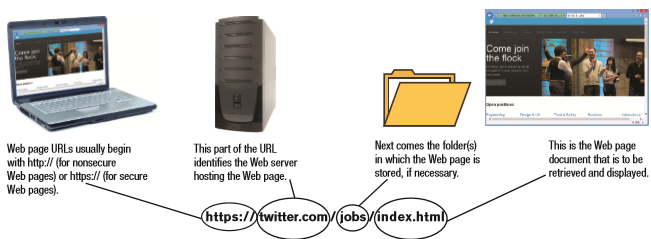 Come join
the flock
Come join
the flock
Open positions
Engineering
Web page URLs usually begin
with http:// (for nonsecure
Web pages) or https:// (for secure
Web pages).
This part of the URL
identifies the Web server
hosting the Web page.
Next comes the folder(s)
in which the Web page is
stored, if necessary.
This is the Web page
document that is to be
retrieved and displayed.
https://twitter.com/jobs/index.html